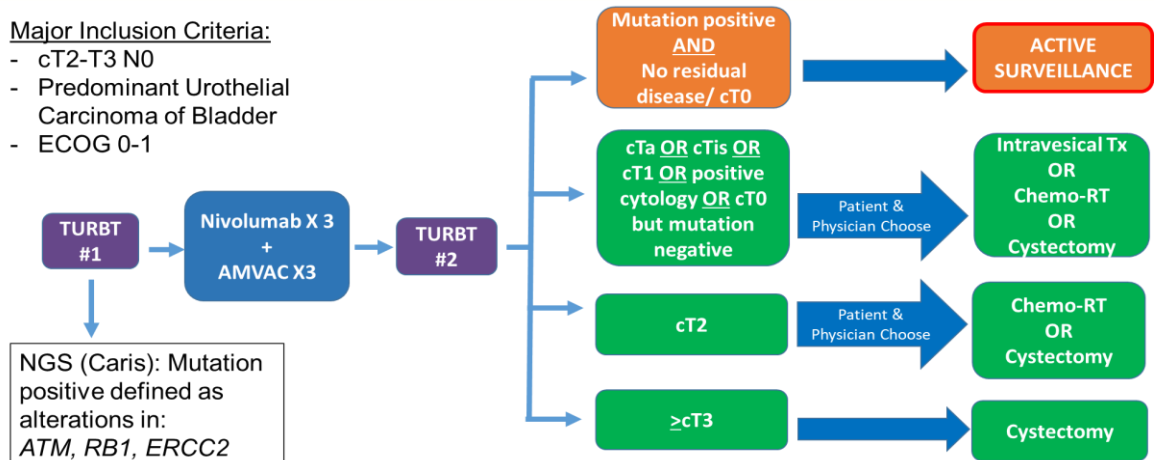 Major Inclusion Criteria:
- cT2-T3 N0
- Predominant Urothelial
Carcinoma of Bladder
- ECOG 0-1
TURBT
#1
Nivolumab X 3
+
AMVAC X3
TURBT
#2
NGS (Caris): Mutation
positive defined as
alterations in:
ATM, RB1, ERCC2
Mutation positive
AND
No residual
disease/ cT0
ACTIVE
SURVEILLANCE
cTa OR cTis OR
cT1 OR positive
cytology OR cT0
but mutation
negative
Patient &
Physician Choose
Intravesical Tx
OR
Chemo-RT
OR
Cystectomy
cT2
Patient &
Physician Choose
Chemo-RT
OR
Cystectomy
≥cT3
Cystectomy